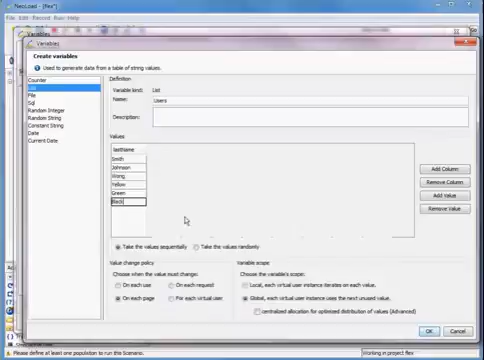 NeoLoad - (flex*)
File Edit Record Run Help
Variables
Variables
Create variables
Used to generate data from a table of string values.
Counter
List
File
Sql
Random Integer
Random String
Constant String
Date
Current Date
Definition
Variable kind: List
Name: Users
Description:
Values
lastName
Smith
Johnson
Wong
Yellow
Green
Black
Add Column
Remove Column
Add Value
Remove Value
Take the values sequentially Take the values randomly
Value change policy
Choose when the value must change:
On each use On each request
On each page For each virtual user
Variable scope
Choose the variable's scope:
Local, each virtual user iterates on each value.
Global, each virtual user instance uses the next unused value.
centralized allocation for optimized distribution of values (Advanced)
OK Cancel
Please define at least one population to run the Scenario. Working in project flex